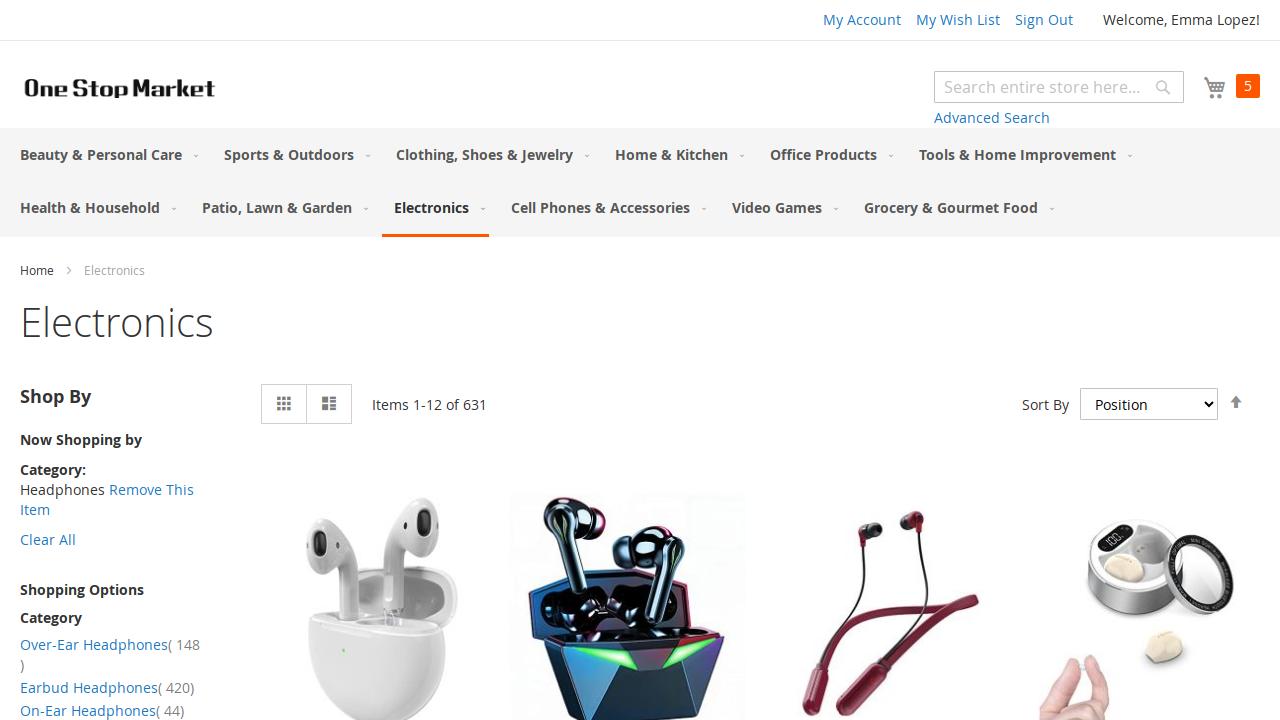 My Account My Wish List Sign Out Welcome, Emma Lopez!
One Stop Market
Search entire store here...
5
Advanced Search
Beauty & Personal Care Sports & Outdoors Clothing, Shoes & Jewelry Home & Kitchen Office Products Tools & Home Improvement
Health & Household Patio, Lawn & Garden Electronics Cell Phones & Accessories Video Games Grocery & Gourmet Food
Home Electronics
Electronics
Shop By
Items 1-12 of 631
Sort By Position
Now Shopping by
Category:
Headphones Remove This
Item
Clear All
Shopping Options
Category
Over-Ear Headphones( 148
)
Earbud Headphones( 420)
On-Ear Headphones( 44)